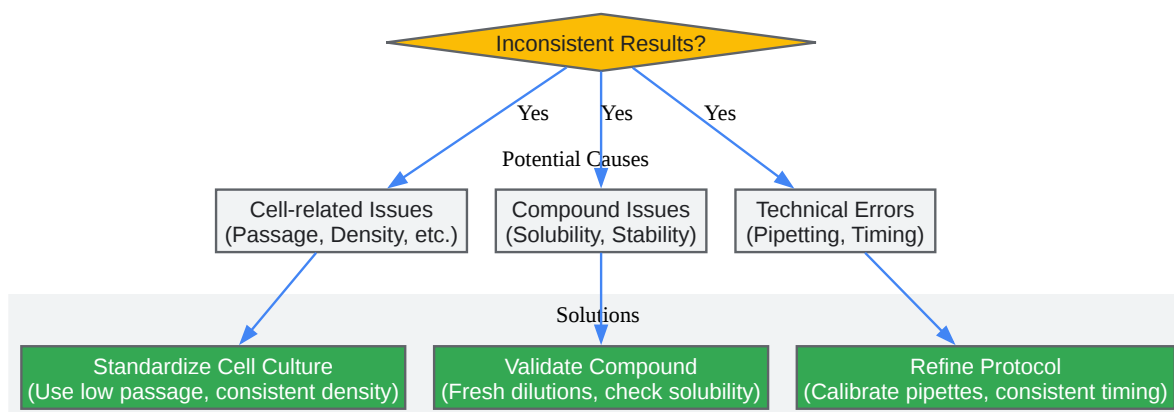 Inconsistent Results?
Yes
Yes
Yes
Potential Causes
Cell-related Issues
(Passage, Density, etc.)
Compound Issues
(Solubility, Stability)
Technical Errors
(Pipetting, Timing)
Solutions
Standardize Cell Culture
(Use low passage, consistent density)
Validate Compound
(Fresh dilutions, check solubility)
Refine Protocol
(Calibrate pipettes, consistent timing)